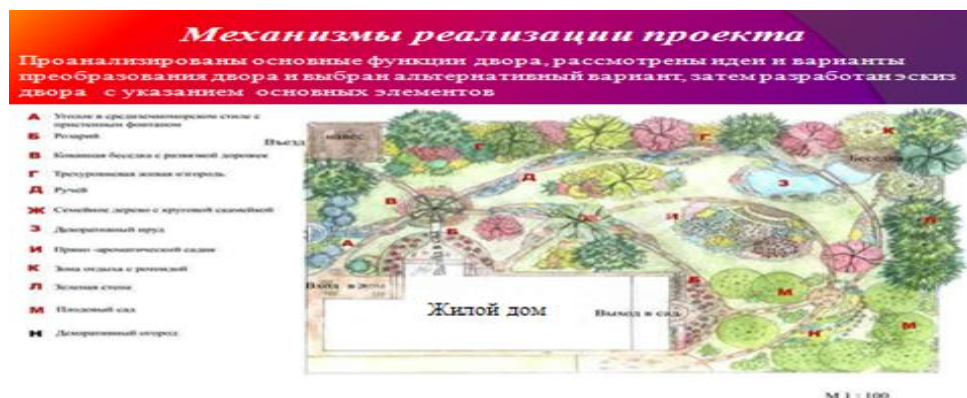 Механизмы реализации проекта
Проанализированы основные функции двора, рассмотрены идеи и варианты
преобразования двора и выбран альтернативный вариант, затем разработан эскиз
двора с указанием основных элементов
А Уголок в средиземноморском стиле с
пристенным фонтаном
Б Розарий
В Кованная беседка с развязкой дорожек
Г Трехуровневая живая изгородь
Д Ручей
Ж Семейное дерево с круговой скамейкой
З Декоративный пруд
И Пряно-ароматический садик
К Зона отдыха с ротондой
Л Зеленая стена
М Плодовый сад
Н Декоративный огород
навес
Въезд
Г
Г
К
Беседка
Д
З
В
Ж
И
Л
А
Б
Вход в дом
Б
М
Жилой дом
Выход в сад
Н
М
М 1 : 100